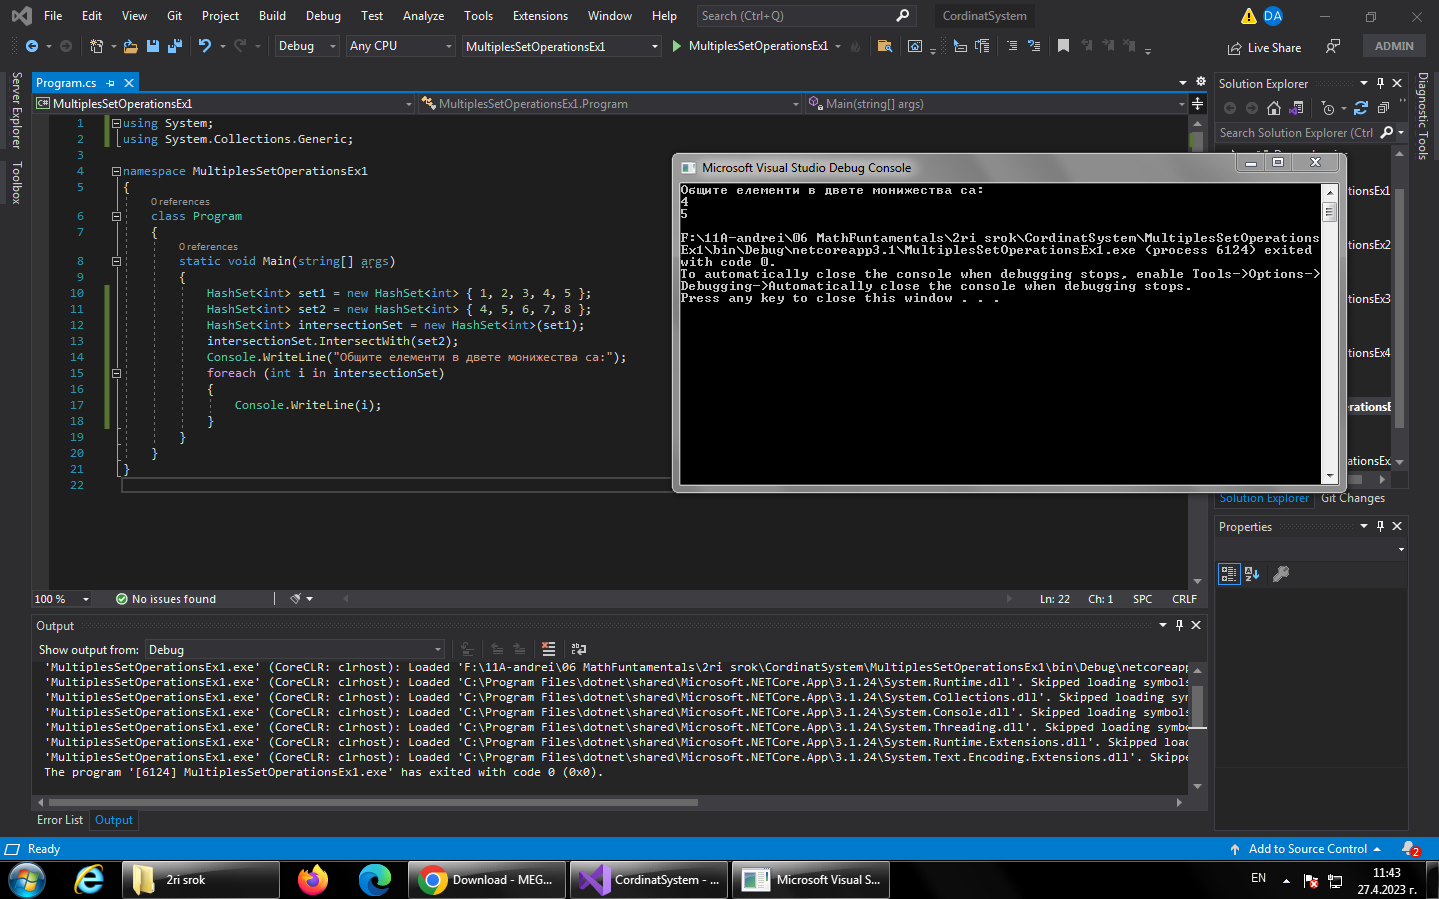 File Edit View Git Project Build Debug Test Analyze Tools Extensions Window Help Search (Ctrl+Q) CordinatSystem DA
Debug Any CPU MultiplesSetOperationsEx1 MultiplesSetOperationsEx1 Live Share ADMIN
Server Explorer
Toolbox
Program.cs
MultiplesSetOperationsEx1 MultiplesSetOperationsEx1.Program Main(string[] args)
1 using System;
2 using System.Collections.Generic;
3
4 namespace MultiplesSetOperationsEx1
5 {
0 references
6 class Program
7 {
0 references
8 static void Main(string[] args)
9 {
10 HashSet<int> set1 = new HashSet<int> { 1, 2, 3, 4, 5 };
11 HashSet<int> set2 = new HashSet<int> { 4, 5, 6, 7, 8 };
12 HashSet<int> intersectionSet = new HashSet<int>(set1);
13 intersectionSet.IntersectWith(set2);
14 Console.WriteLine("Общите елементи в двете монижества са:");
15 foreach (int i in intersectionSet)
16 {
17 Console.WriteLine(i);
18 }
19 }
20 }
21 }
22
100 % No issues found Ln: 22 Ch: 1 SPC CRLF
Microsoft Visual Studio Debug Console
Общите елементи в двете монижества са:
4
5
F:\11A-andrei\06 MathFuntamentals\2ri srok\CordinatSystem\MultiplesSetOperations
Ex1\bin\Debug\netcoreapp3.1\MultiplesSetOperationsEx1.exe (process 6124) exited
with code 0.
To automatically close the console when debugging stops, enable Tools->Options->
Debugging->Automatically close the console when debugging stops.
Press any key to close this window . . .
Solution Explorer
Search Solution Explorer (Ctrl
ionsEx1
ionsEx2
ionsEx3
ionsEx4
erationsE
ationsEx
Solution Explorer Git Changes
Properties
Diagnostic Tools
Output
Show output from: Debug
'MultiplesSetOperationsEx1.exe' (CoreCLR: clrhost): Loaded 'F:\11A-andrei\06 MathFuntamentals\2ri srok\CordinatSystem\MultiplesSetOperationsEx1\bin\Debug\netcoreapp
'MultiplesSetOperationsEx1.exe' (CoreCLR: clrhost): Loaded 'C:\Program Files\dotnet\shared\Microsoft.NETCore.App\3.1.24\System.Runtime.dll'. Skipped loading symbols
'MultiplesSetOperationsEx1.exe' (CoreCLR: clrhost): Loaded 'C:\Program Files\dotnet\shared\Microsoft.NETCore.App\3.1.24\System.Collections.dll'. Skipped loading syn
'MultiplesSetOperationsEx1.exe' (CoreCLR: clrhost): Loaded 'C:\Program Files\dotnet\shared\Microsoft.NETCore.App\3.1.24\System.Console.dll'. Skipped loading symbols
'MultiplesSetOperationsEx1.exe' (CoreCLR: clrhost): Loaded 'C:\Program Files\dotnet\shared\Microsoft.NETCore.App\3.1.24\System.Threading.dll'. Skipped loading symbo
'MultiplesSetOperationsEx1.exe' (CoreCLR: clrhost): Loaded 'C:\Program Files\dotnet\shared\Microsoft.NETCore.App\3.1.24\System.Runtime.Extensions.dll'. Skipped load
'MultiplesSetOperationsEx1.exe' (CoreCLR: clrhost): Loaded 'C:\Program Files\dotnet\shared\Microsoft.NETCore.App\3.1.24\System.Text.Encoding.Extensions.dll'. Skippe
The program '[6124] MultiplesSetOperationsEx1.exe' has exited with code 0 (0x0).
Error List Output
Ready Add to Source Control 2
2ri srok Download - MEG... CordinatSystem - ... Microsoft Visual S... EN 11:43
27.4.2023 г.